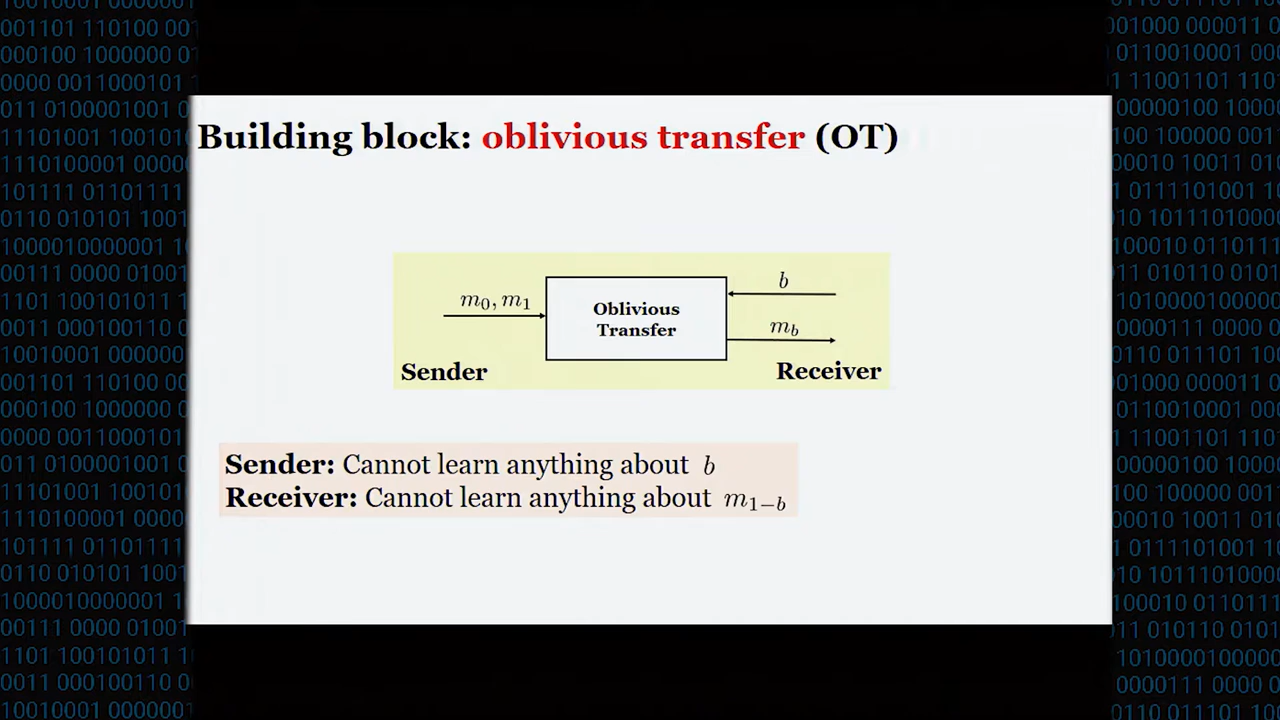 Building block: oblivious transfer (OT)
m₀, m₁
b
Oblivious
Transfer
m_b
Sender
Receiver
Sender: Cannot learn anything about b
Receiver: Cannot learn anything about m₁₋b